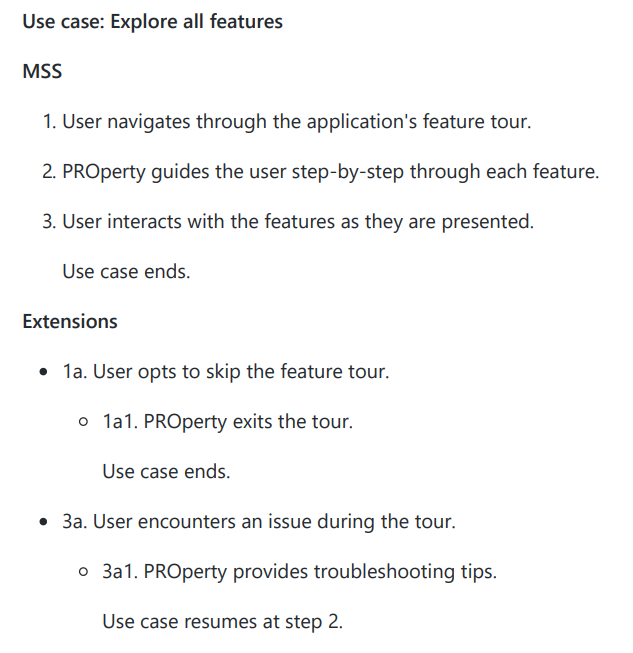 Use case: Explore all features
MSS
1. User navigates through the application's feature tour.
2. PROperty guides the user step-by-step through each feature.
3. User interacts with the features as they are presented.
Use case ends.
Extensions
• 1a. User opts to skip the feature tour.
◦ 1a1. PROperty exits the tour.
Use case ends.
• 3a. User encounters an issue during the tour.
◦ 3a1. PROperty provides troubleshooting tips.
Use case resumes at step 2.